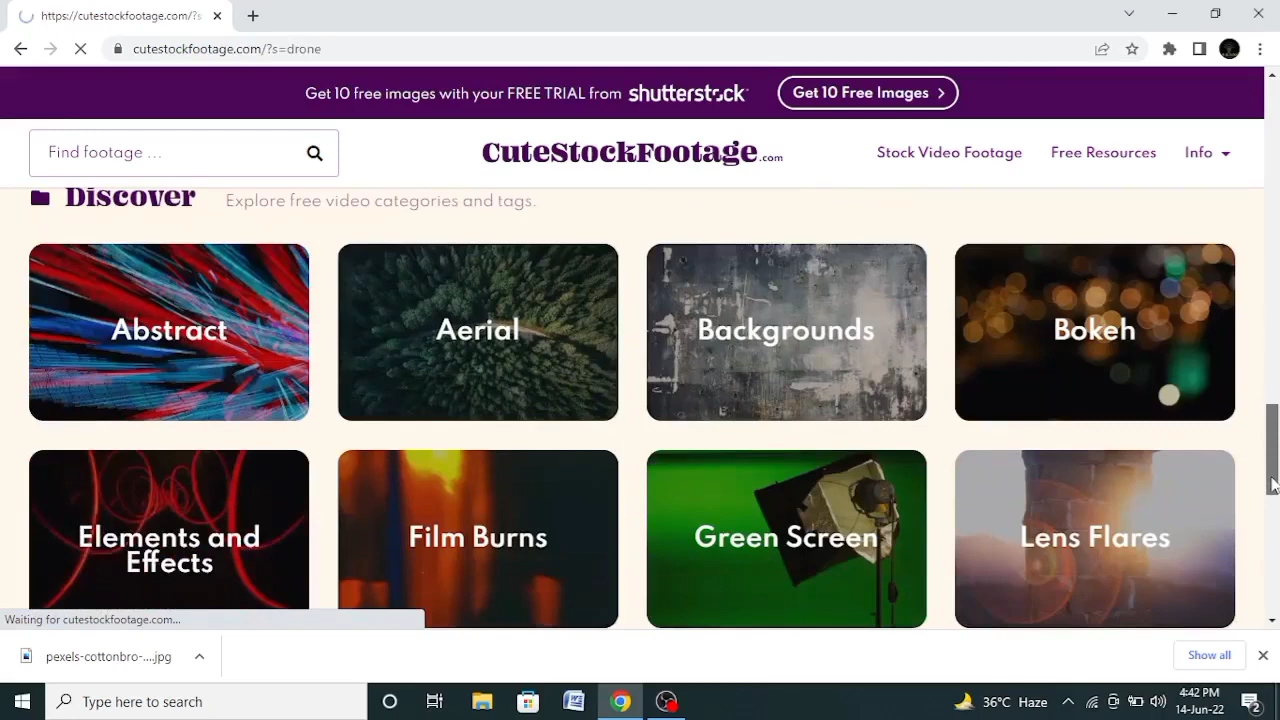 https://cutestockfootage.com/?s
cutestockfootage.com/?s=drone
Get 10 free images with your FREE TRIAL from shutterstock
Get 10 Free Images
Find footage ...
CuteStockFootage.com
Stock Video Footage
Free Resources
Info
Discover
Explore free video categories and tags.
Abstract
Aerial
Backgrounds
Bokeh
Elements and
Effects
Film Burns
Green Screen
Lens Flares
Waiting for cutestockfootage.com...
pexels-cottonbro-....jpg
Show all
Type here to search
36°C Haze
4:42 PM
14-Jun-22
2